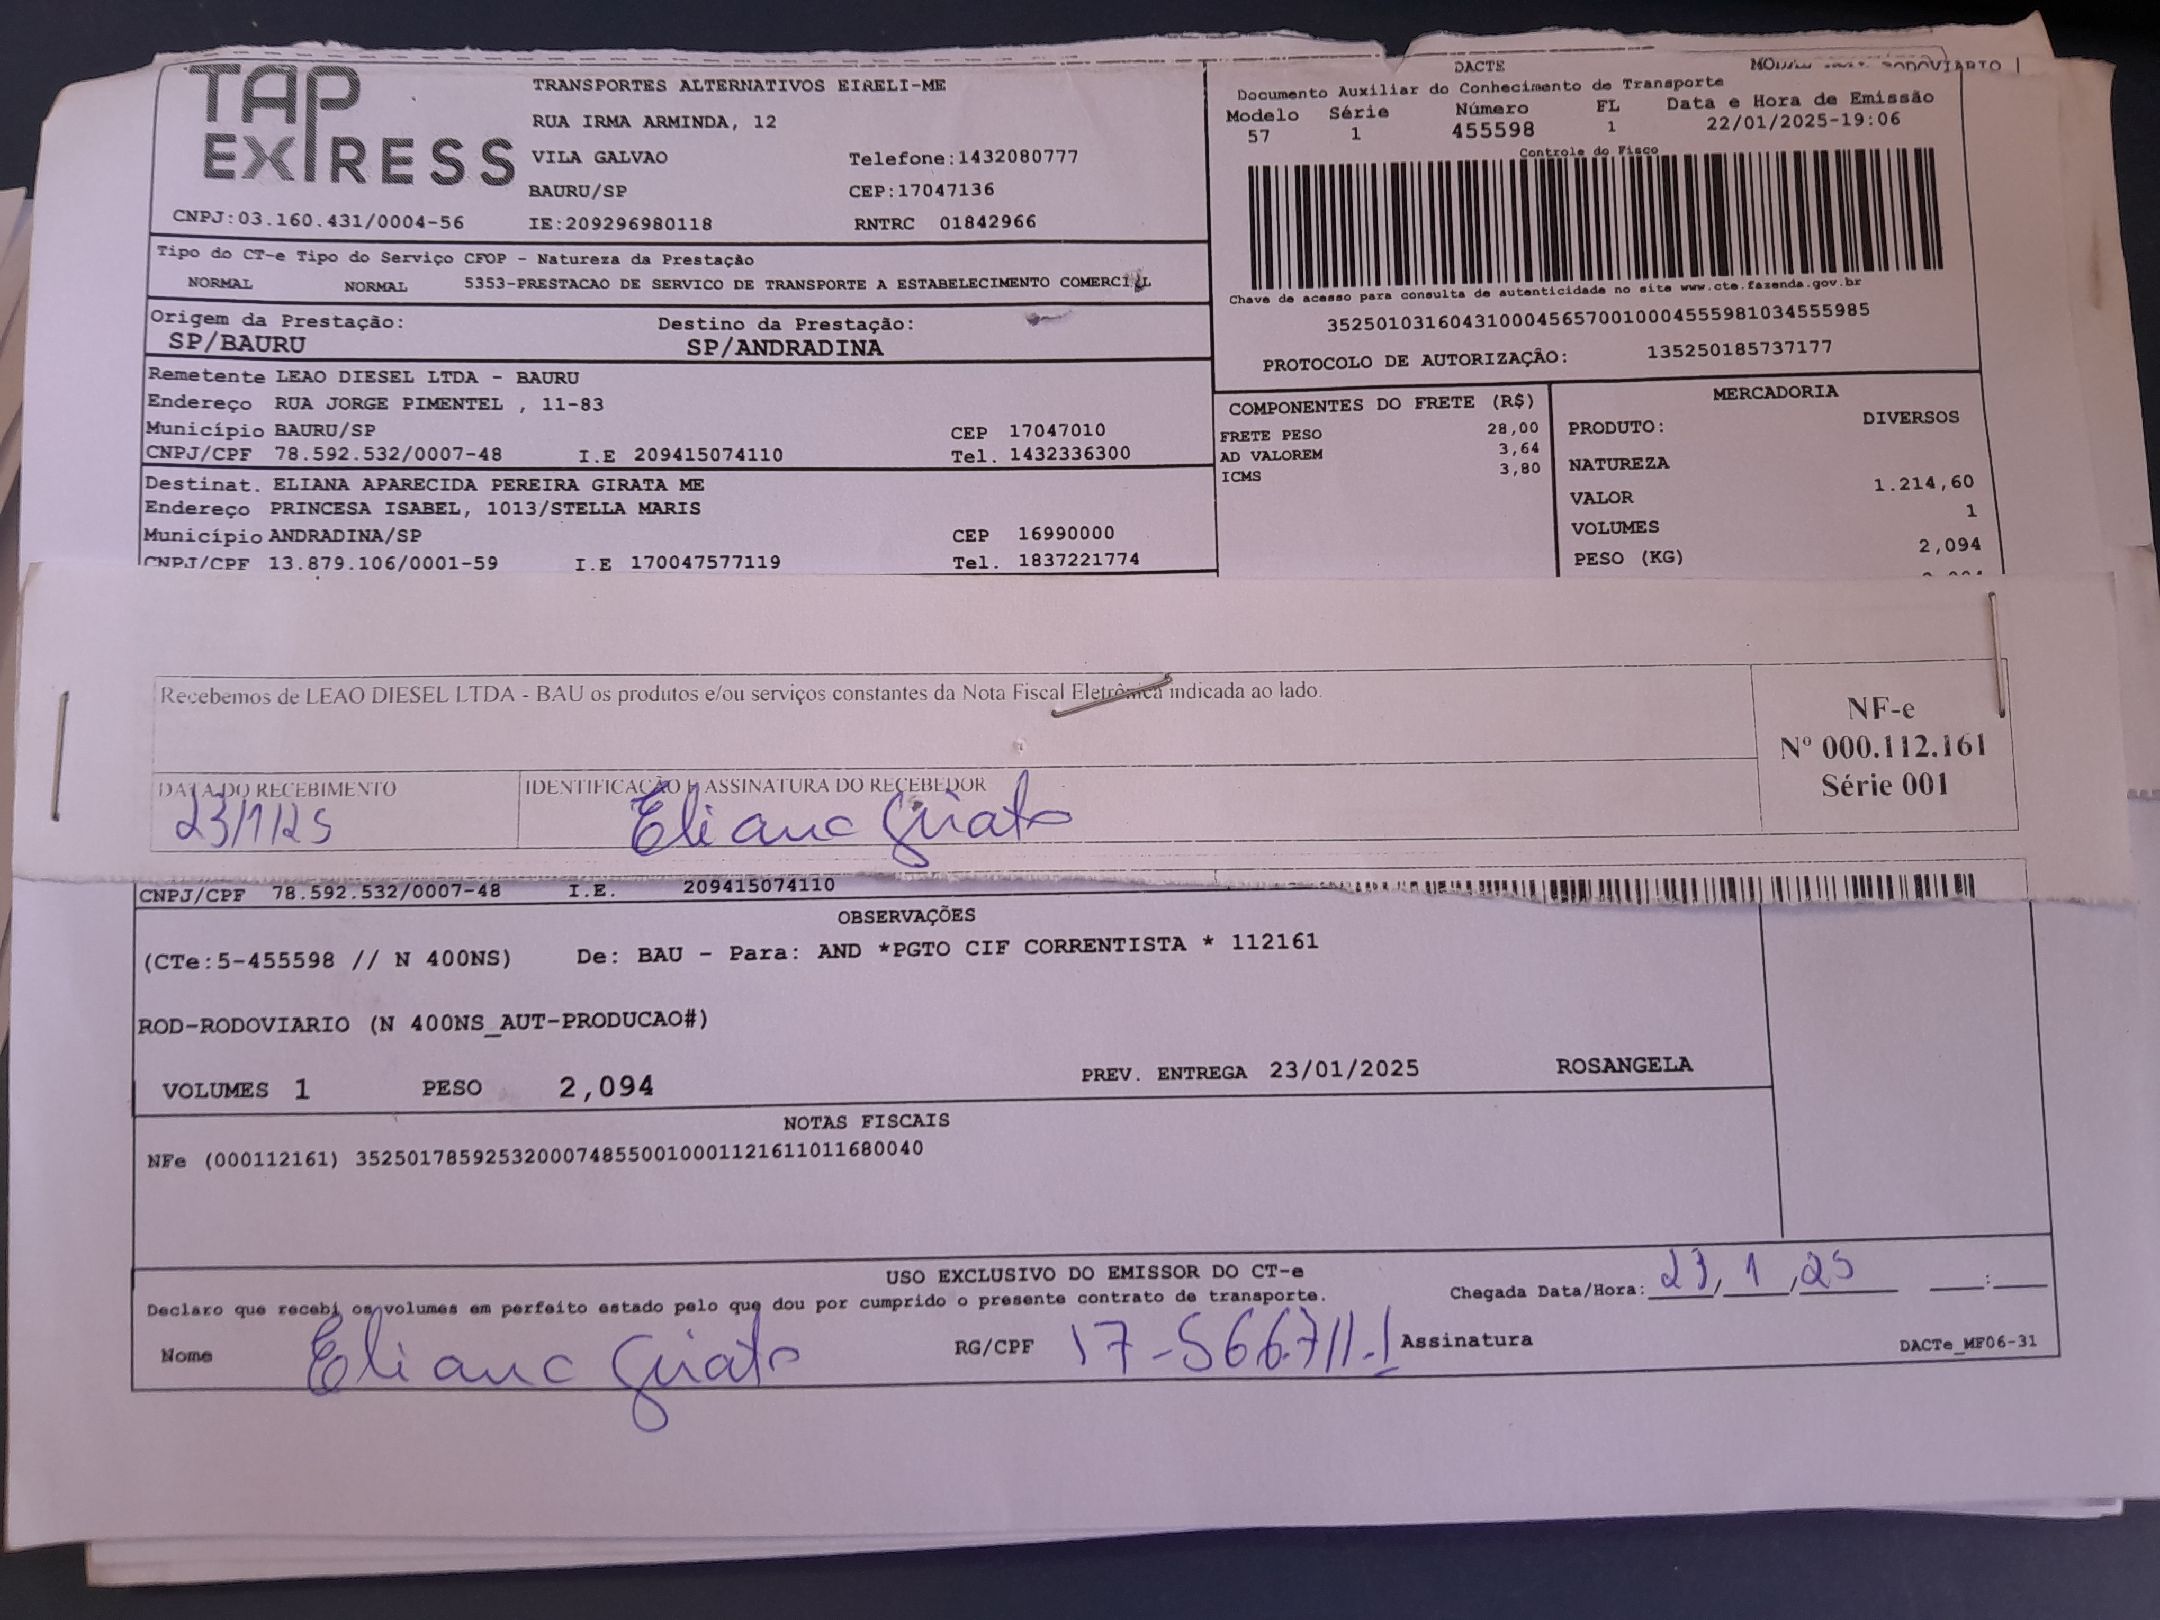 TAP
EXPRESS
TRANSPORTES ALTERNATIVOS EIRELI-ME
RUA IRMA ARMINDA, 12
VILA GALVAO Telefone:1432080777
BAURU/SP CEP:17047136
CNPJ:03.160.431/0004-56 IE:209296980118 RNTRC 01842966
Tipo do CT-e Tipo do Serviço CFOP - Natureza da Prestação
NORMAL NORMAL 5353-PRESTACAO DE SERVICO DE TRANSPORTE A ESTABELECIMENTO COMERCIAL
Origem da Prestação: Destino da Prestação:
SP/BAURU SP/ANDRADINA
Remetente LEAO DIESEL LTDA - BAURU
Endereço RUA JORGE PIMENTEL , 11-83
Município BAURU/SP CEP 17047010
CNPJ/CPF 78.592.532/0007-48 I.E 209415074110 Tel. 1432336300
Destinat. ELIANA APARECIDA PEREIRA GIRATA ME
Endereço PRINCESA ISABEL, 1013/STELLA MARIS
Município ANDRADINA/SP CEP 16990000
CNPJ/CPF 13.879.106/0001-59 I.E 170047577119 Tel. 1837221774
DACTE
Documento Auxiliar do Conhecimento de Transporte
Modelo Série Número FL Data e Hora de Emissão
57 1 455598 1 22/01/2025-19:06
Controle do Fisco
Chave de acesso para consulta de autenticidade no site www.cte.fazenda.gov.br
35250103160431000456570010004555981034555985
PROTOCOLO DE AUTORIZAÇÃO: 135250185737177
COMPONENTES DO FRETE (R$)
FRETE PESO 28,00
AD VALOREM 3,64
ICMS 3,80
MERCADORIA
PRODUTO: DIVERSOS
NATUREZA
VALOR 1.214,60
VOLUMES 1
PESO (KG) 2,094
Recebemos de LEAO DIESEL LTDA - BAU os produtos e/ou serviços constantes da Nota Fiscal Eletrônica indicada ao lado.
NF-e
Nº 000.112.161
Série 001
DATA DO RECEBIMENTO IDENTIFICAÇÃO E ASSINATURA DO RECEBEDOR
23/1/25 Eliane Girato
CNPJ/CPF 78.592.532/0007-48 I.E. 209415074110
OBSERVAÇÕES
(CTe:5-455598 // N 400NS) De: BAU - Para: AND *PGTO CIF CORRENTISTA * 112161
ROD-RODOVIARIO (N 400NS_AUT-PRODUCAO#)
VOLUMES 1 PESO 2,094 PREV. ENTREGA 23/01/2025 ROSANGELA
NOTAS FISCAIS
NFe (000112161) 35250178592532000748550010001121611011680040
USO EXCLUSIVO DO EMISSOR DO CT-e
Declaro que recebi os volumes em perfeito estado pelo que dou por cumprido o presente contrato de transporte. Chegada Data/Hora: 23/1/25 __:__
Nome Eliane Girato RG/CPF 17-566711-1 Assinatura DACTe_MF06-31